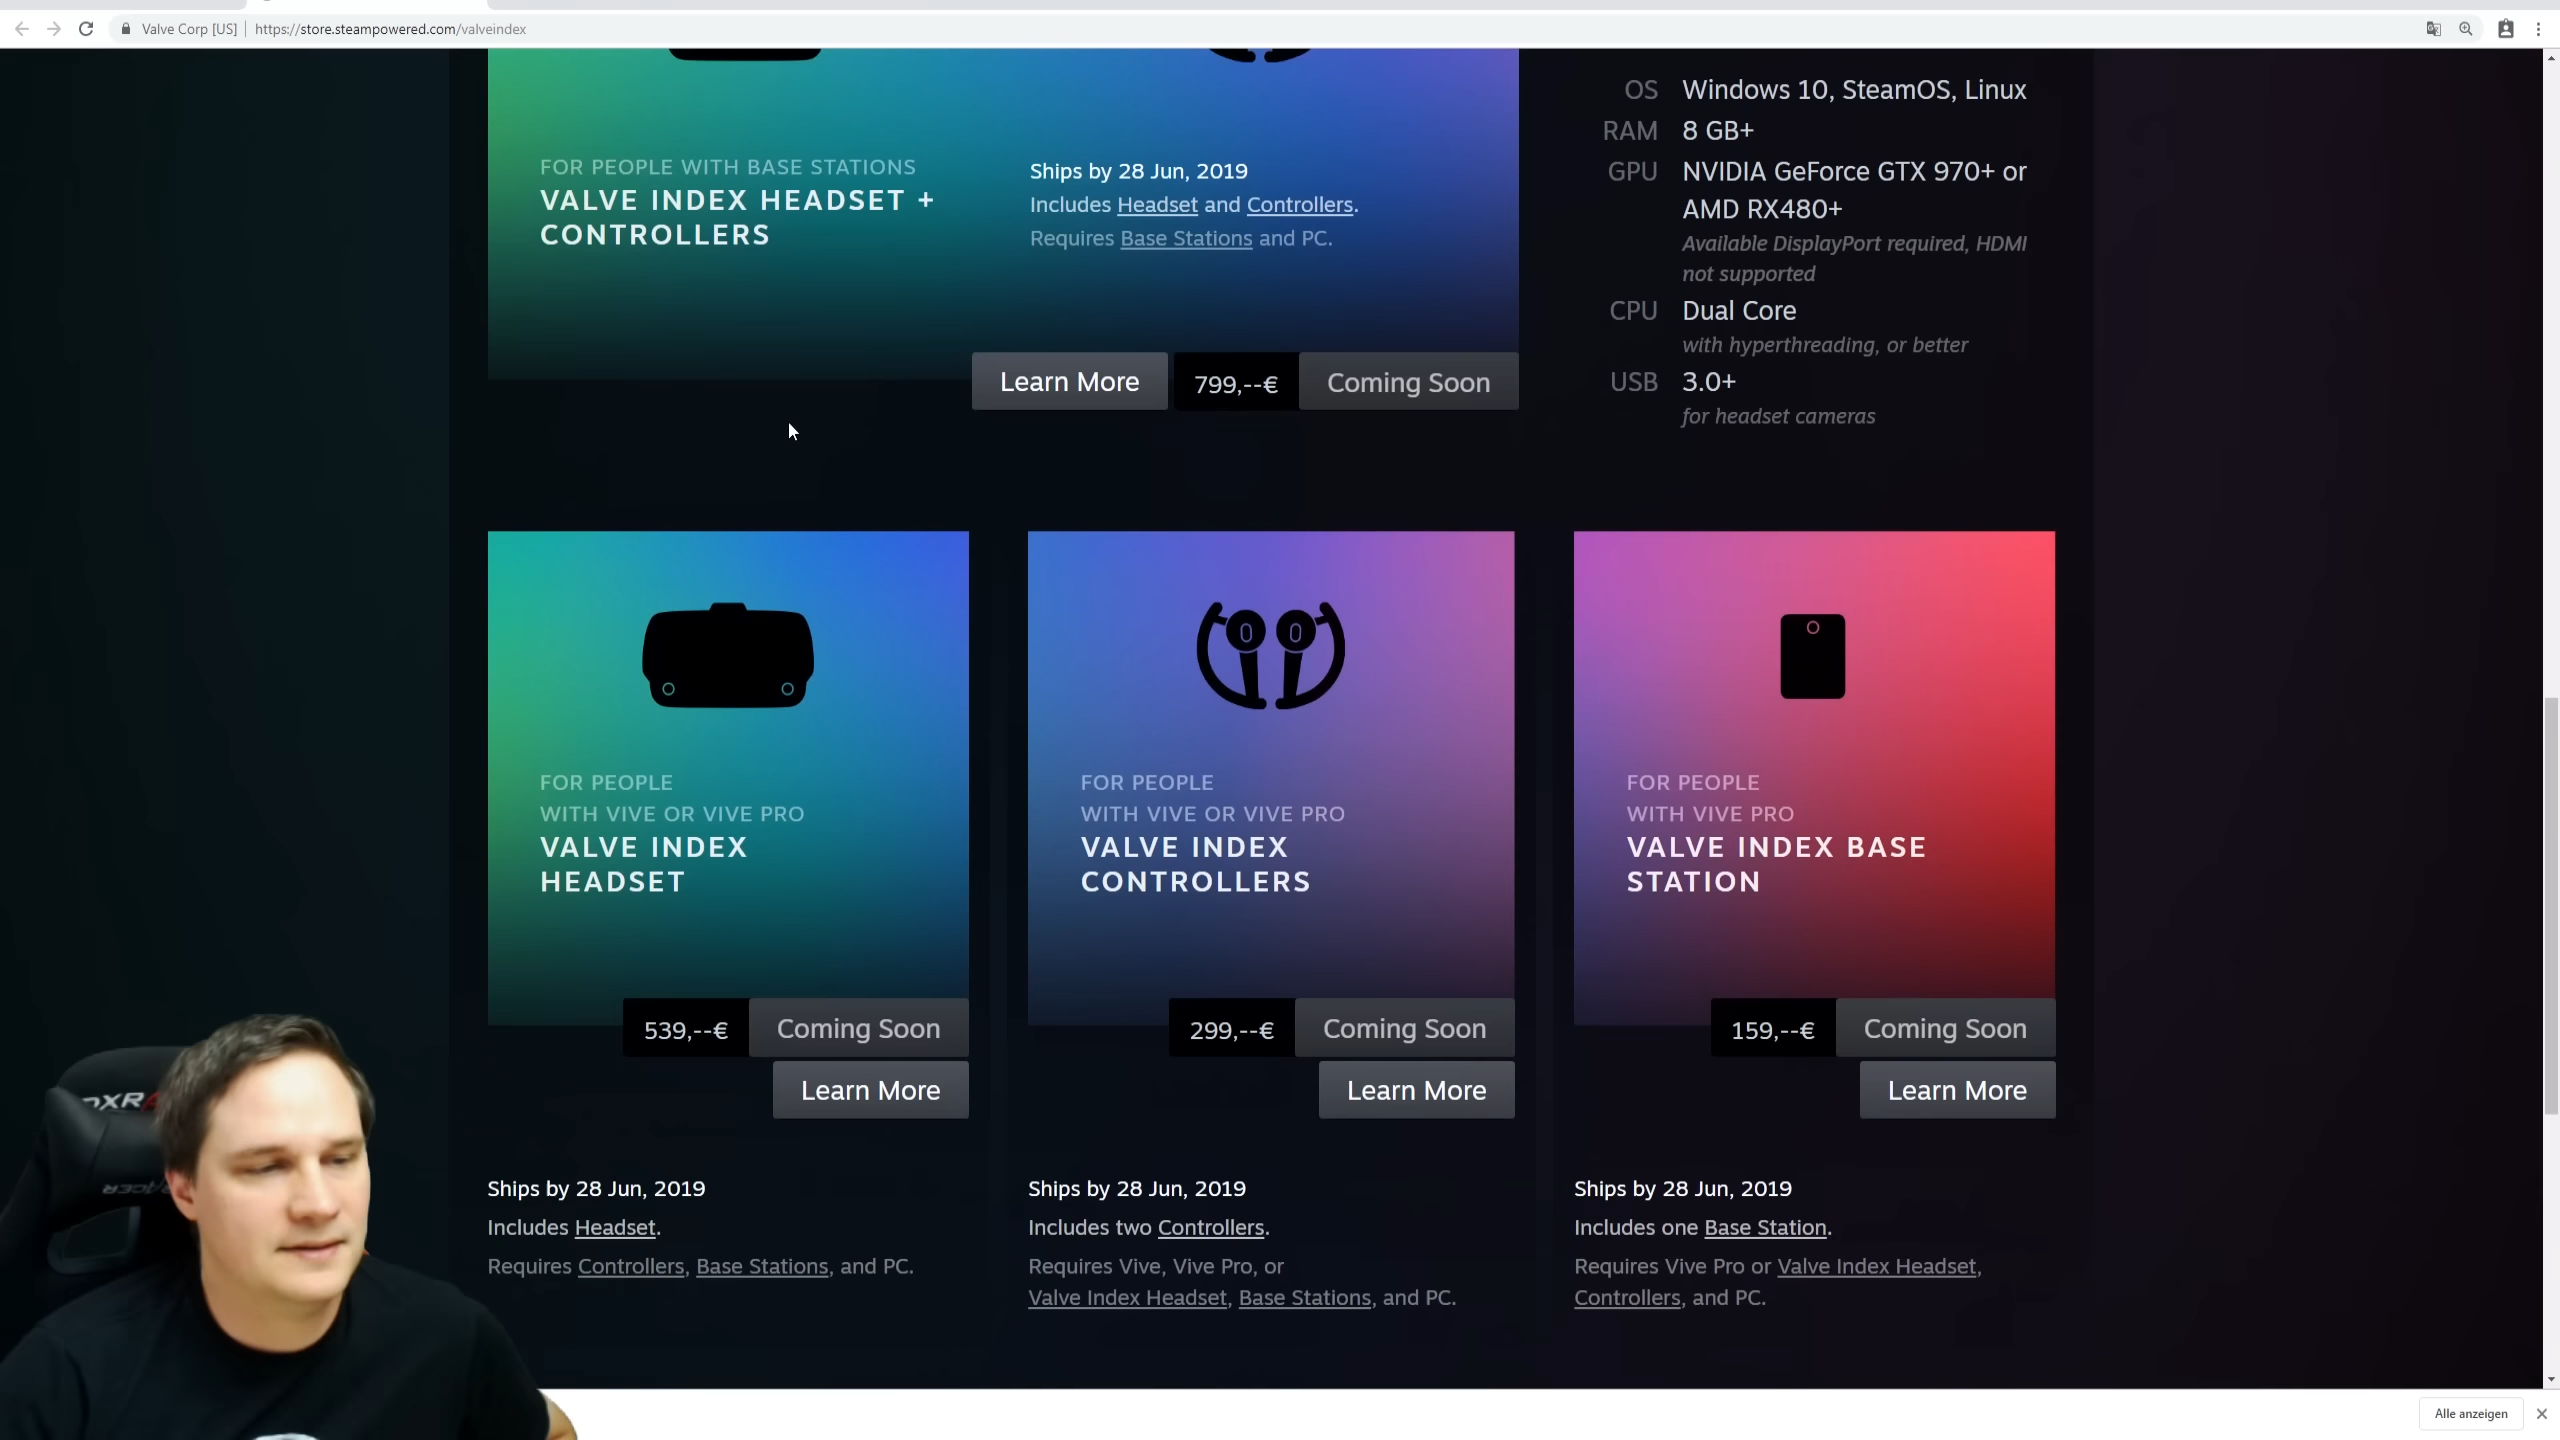 Valve Corp [US] | https://store.steampowered.com/valveindex
FOR PEOPLE WITH BASE STATIONS
VALVE INDEX HEADSET +
CONTROLLERS
Ships by 28 Jun, 2019
Includes Headset and Controllers.
Requires Base Stations and PC.
Learn More
799,--€
Coming Soon
OS Windows 10, SteamOS, Linux
RAM 8 GB+
GPU NVIDIA GeForce GTX 970+ or
AMD RX480+
Available DisplayPort required, HDMI
not supported
CPU Dual Core
with hyperthreading, or better
USB 3.0+
for headset cameras
FOR PEOPLE
WITH VIVE OR VIVE PRO
VALVE INDEX
HEADSET
539,--€
Coming Soon
Learn More
Ships by 28 Jun, 2019
Includes Headset.
Requires Controllers, Base Stations, and PC.
FOR PEOPLE
WITH VIVE OR VIVE PRO
VALVE INDEX
CONTROLLERS
299,--€
Coming Soon
Learn More
Ships by 28 Jun, 2019
Includes two Controllers.
Requires Vive, Vive Pro, or
Valve Index Headset, Base Stations, and PC.
FOR PEOPLE
WITH VIVE PRO
VALVE INDEX BASE
STATION
159,--€
Coming Soon
Learn More
Ships by 28 Jun, 2019
Includes one Base Station.
Requires Vive Pro or Valve Index Headset,
Controllers, and PC.
Alle anzeigen